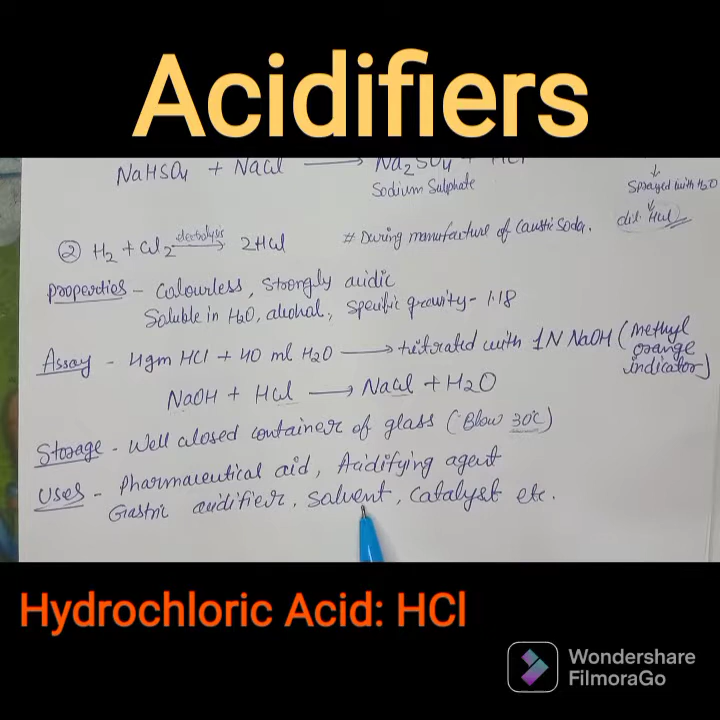 Acidifiers
NaHSO4 + NaCl ⟶ Na2SO4 + HCl
Sodium Sulphate
Sprayed with H2O
↓
dil. HCl
② H2 + Cl2 electrolysis ⟶ 2HCl # During manufacture of Caustic Soda.
Properties – Colourless, Strongly acidic
Soluble in H2O, alcohol, Specific gravity – 1.18
Assay – 4gm HCl + 40 ml H2O ⟶ titrated with 1N NaOH (methyl
orange
indicator)
NaOH + HCl ⟶ NaCl + H2O
Storage – Well closed container of glass (Blow 30°C)
Uses – Pharmaceutical aid, Acidifying agent
Gastric acidifier, Solvent, Catalyst etc.
Hydrochloric Acid: HCl
Wondershare
FilmoraGo